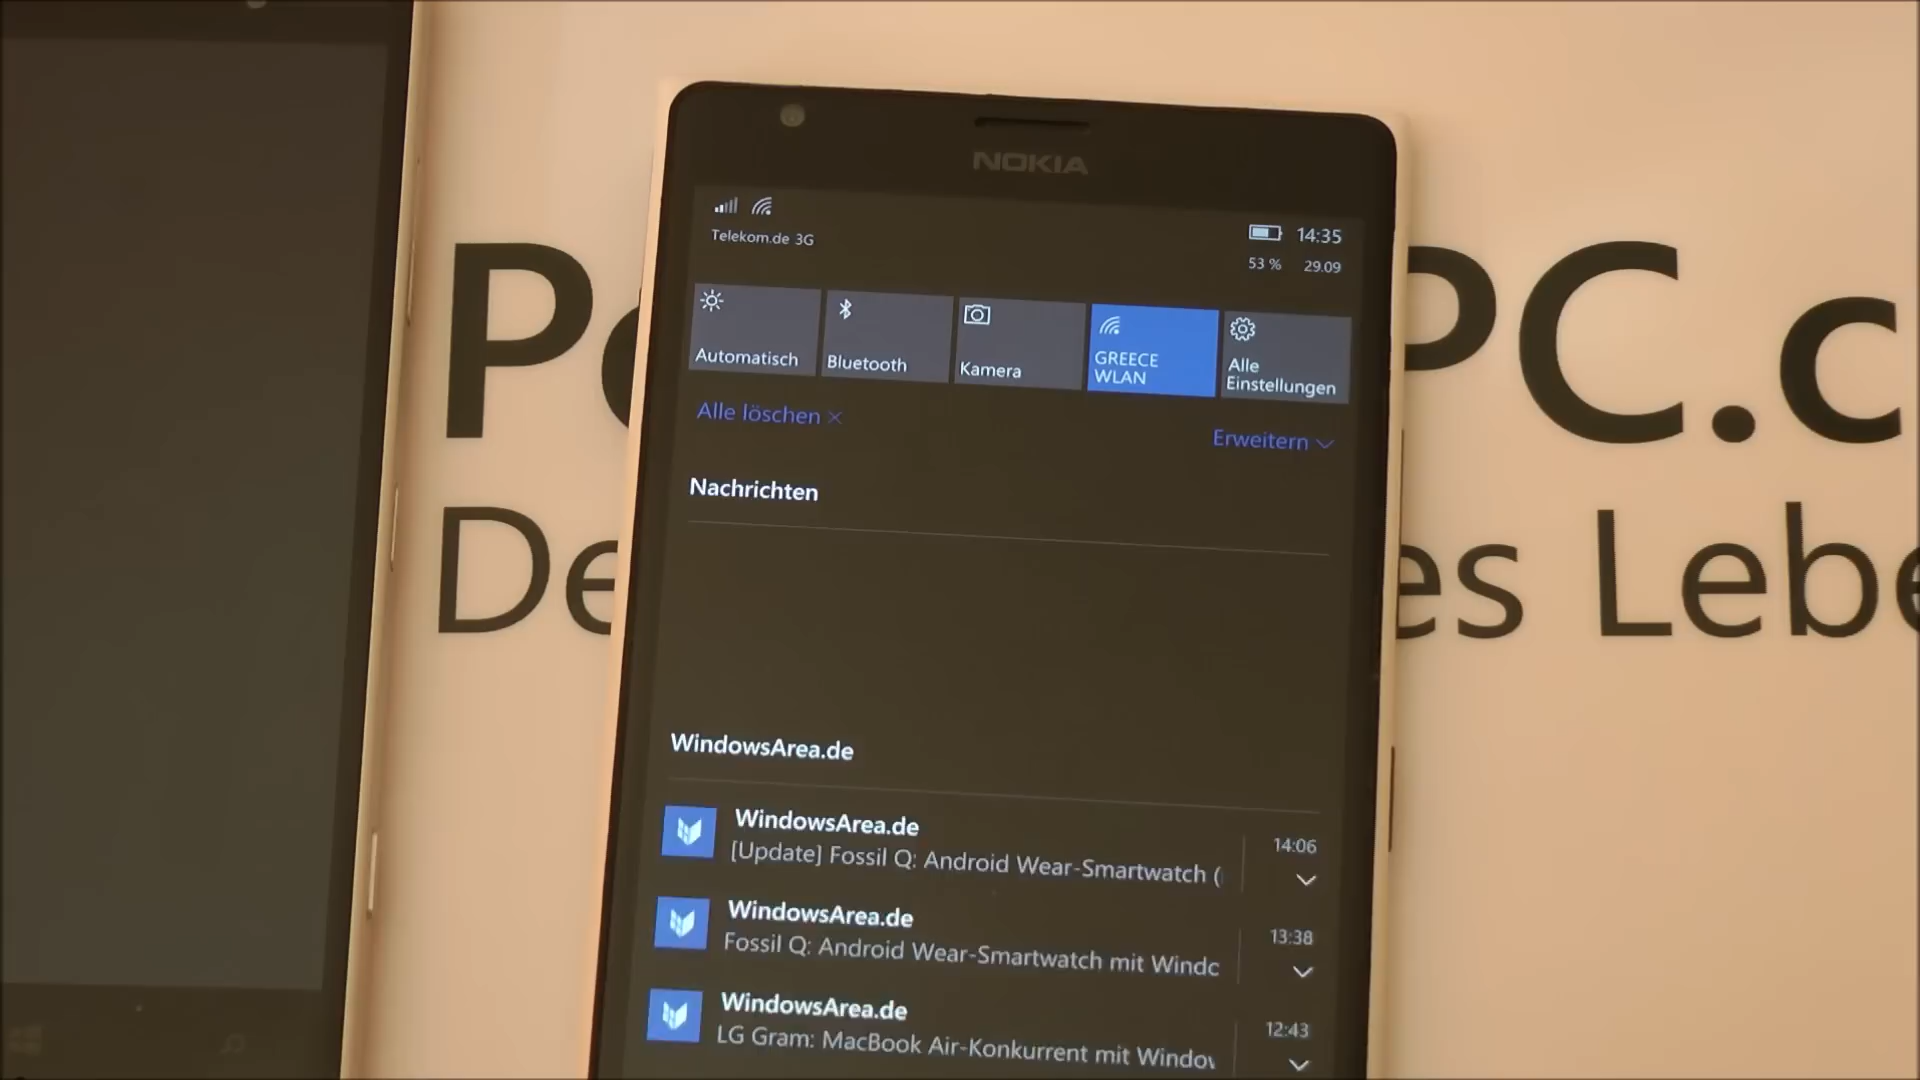 NOKIA
Telekom.de 3G
14:35
53 % 29.09
Automatisch
Bluetooth
Kamera
GREECE
WLAN
Alle
Einstellungen
Alle löschen
Erweitern
Nachrichten
WindowsArea.de
WindowsArea.de
[Update] Fossil Q: Android Wear-Smartwatch (
14:06
WindowsArea.de
Fossil Q: Android Wear-Smartwatch mit Windo
13:38
WindowsArea.de
LG Gram: MacBook Air-Konkurrent mit Window
12:43
PC.c
De es Lebe